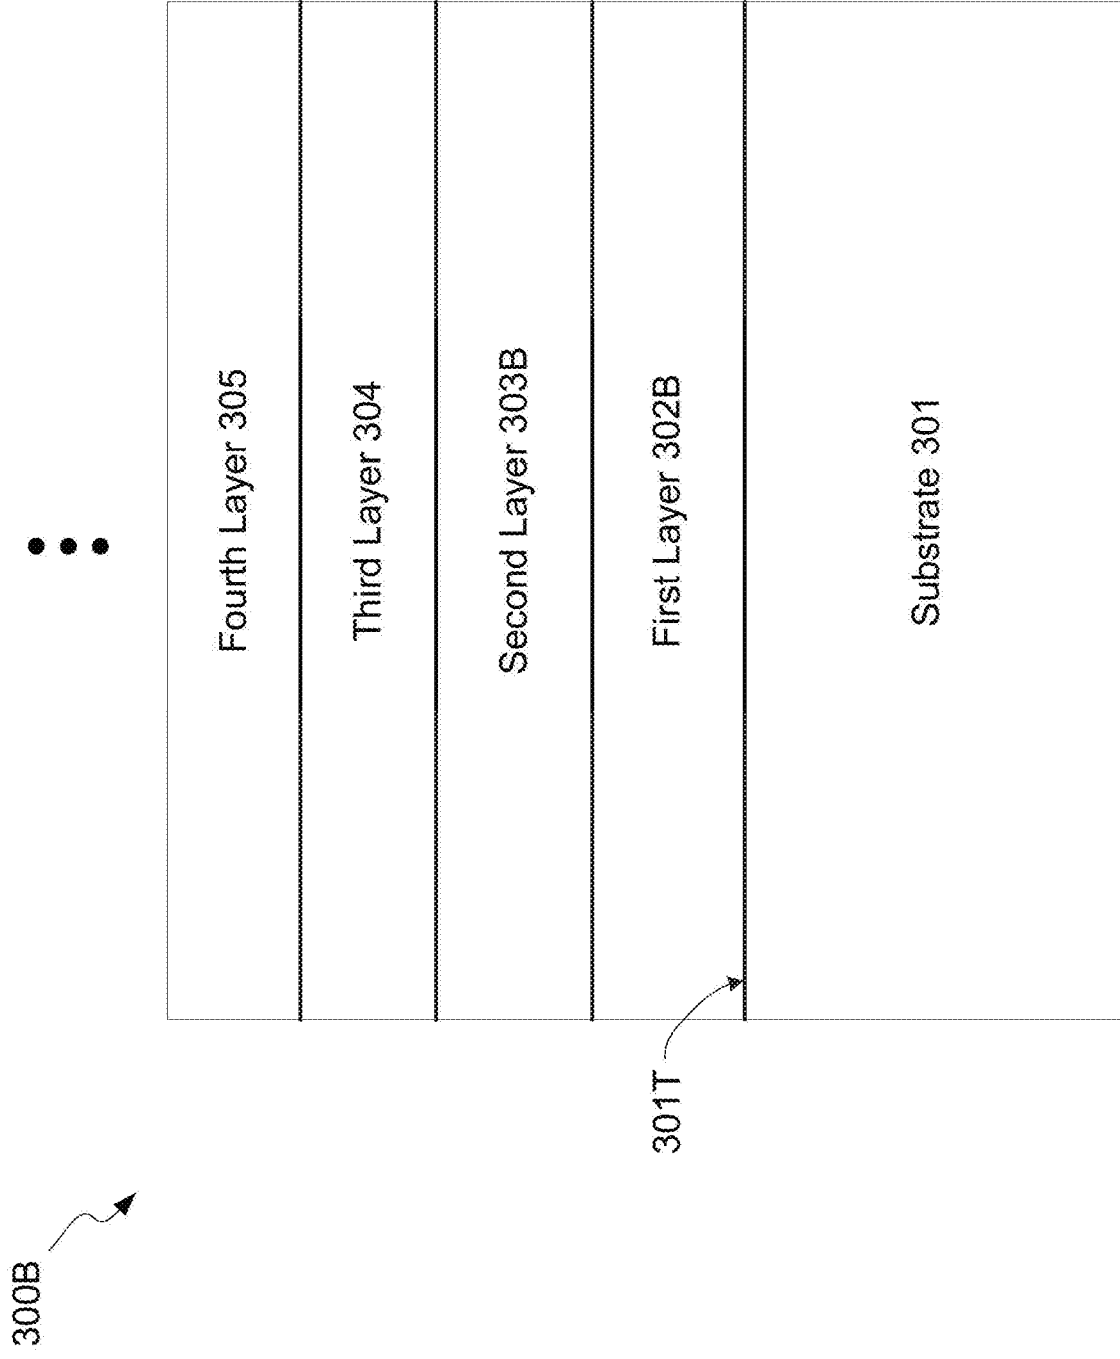 300B
Fourth Layer 305
Third Layer 304
Second Layer 303B
First Layer 302B
301T
Substrate 301